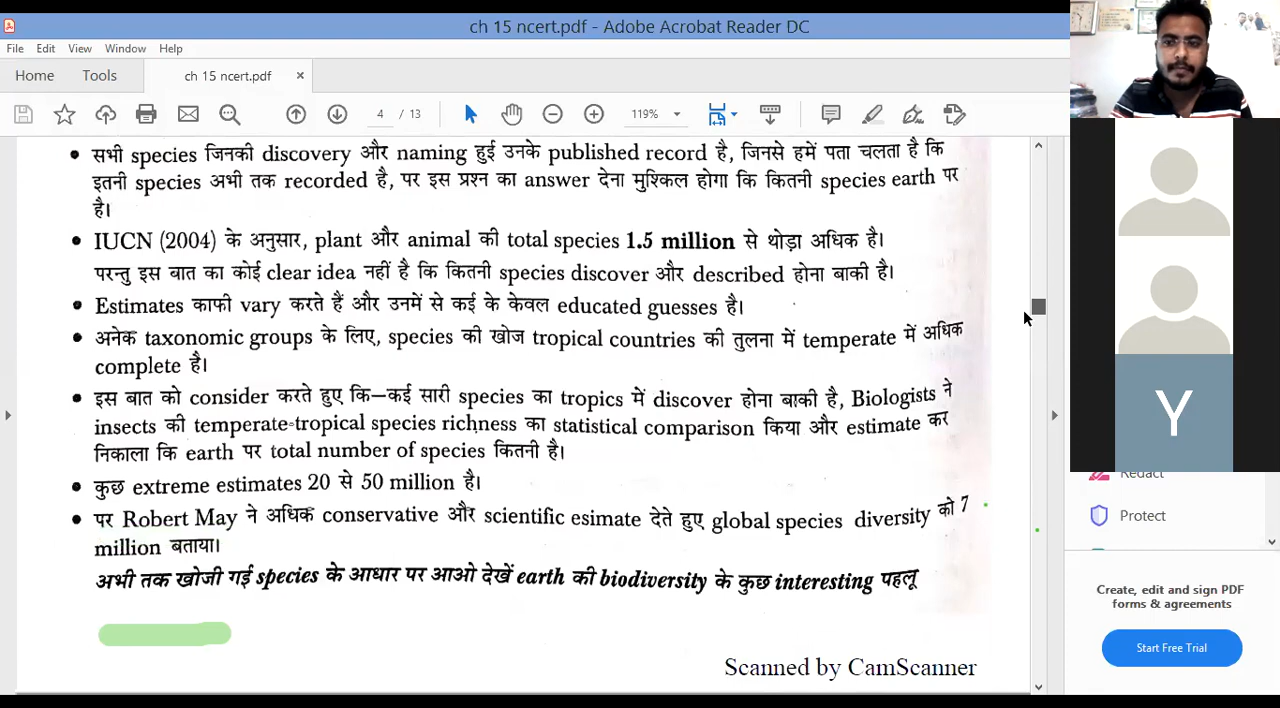 ch 15 ncert.pdf - Adobe Acrobat Reader DC
File Edit View Window Help
Home Tools ch 15 ncert.pdf ×
4 / 13 119%
• सभी species जिनकी discovery और naming हुई उनके published record है, जिनसे हमें पता चलता है कि
इतनी species अभी तक recorded है, पर इस प्रश्न का answer देना मुश्किल होगा कि कितनी species earth पर
है।
• IUCN (2004) के अनुसार, plant और animal की total species 1.5 million से थोड़ा अधिक है।
परन्तु इस बात का कोई clear idea नहीं है कि कितनी species discover और described होना बाकी है।
• Estimates काफी vary करते हैं और उनमें से कई के केवल educated guesses है।
• अनेक taxonomic groups के लिए, species की खोज tropical countries की तुलना में temperate में अधिक
complete है।
• इस बात को consider करते हुए कि–कई सारी species का tropics में discover होना बाकी है, Biologists ने
insects की temperate-tropical species richness का statistical comparison किया और estimate कर
निकाला कि earth पर total number of species कितनी है।
• कुछ extreme estimates 20 से 50 million है।
• पर Robert May ने अधिक conservative और scientific esimate देते हुए global species diversity को 7
million बताया।
अभी तक खोजी गई species के आधार पर आओ देखें earth की biodiversity के कुछ interesting पहलू
Scanned by CamScanner
Y
Redact
Protect
Create, edit and sign PDF
forms & agreements
Start Free Trial